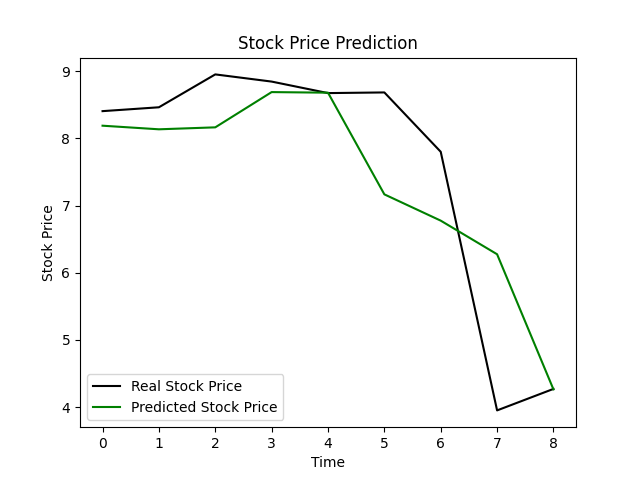 Stock Price Prediction
9
8
7
6
5
4
Stock Price
Real Stock Price
Predicted Stock Price
0 1 2 3 4 5 6 7 8
Time